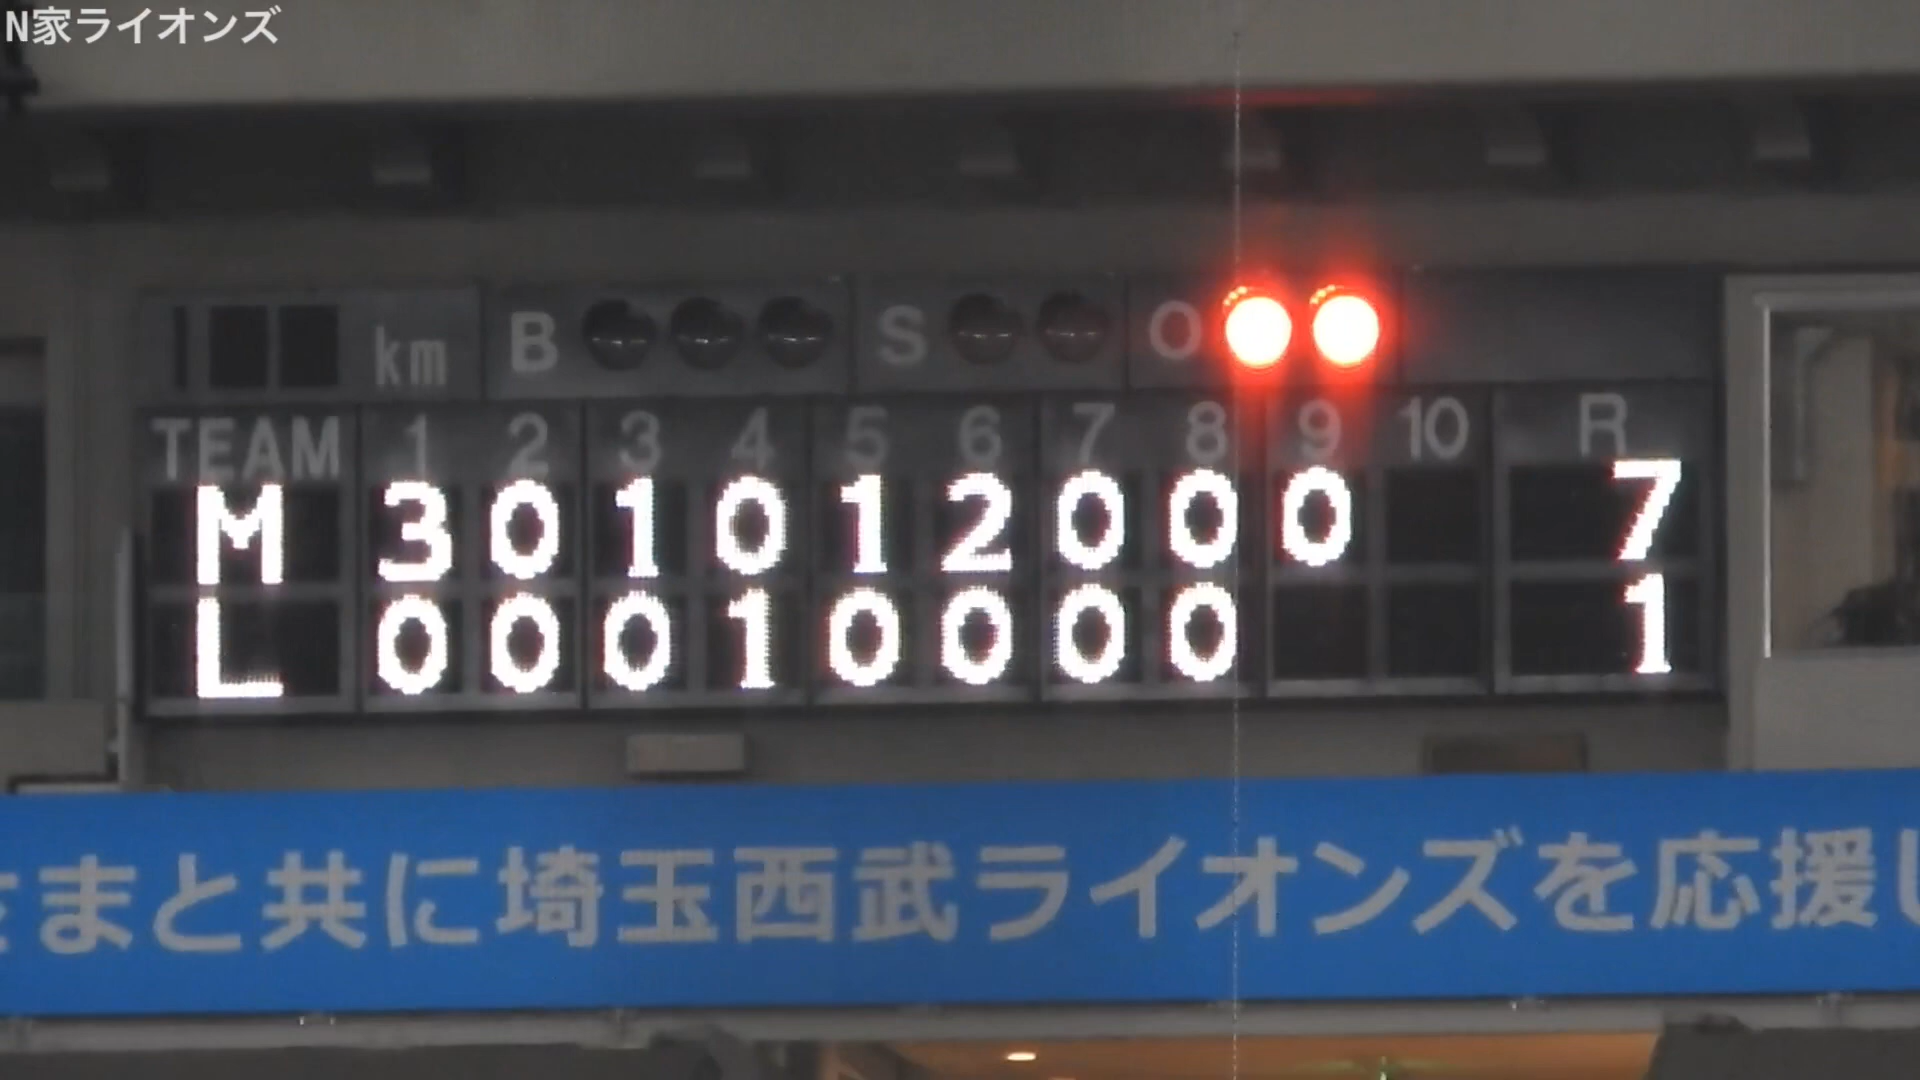 N家ライオンズ
km B S O
TEAM 1 2 3 4 5 6 7 8 9 10 R
M 3 0 1 0 1 2 0 0 0 7
L 0 0 0 1 0 0 0 0 1
さまと共に埼玉西武ライオンズを応援し